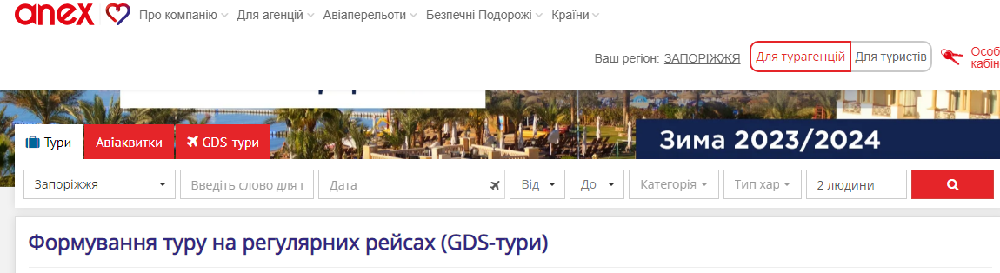 anex Про компанію Для агенцій Авіаперельоти Безпечні Подорожі Країни
Ваш регіон: ЗАПОРІЖЖЯ Для турагенцій Для туристів Особ
кабін
Зима 2023/2024
Тури Авіаквитки GDS-тури
Запоріжжя Введіть слово для Дата Від До Категорія Тип хар 2 людини
Формування туру на регулярних рейсах (GDS-тури)